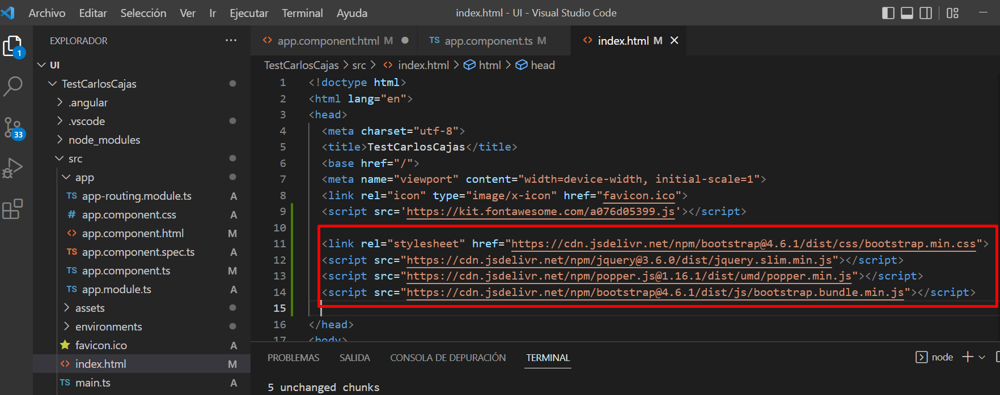 Archivo Editar Selección Ver Ir Ejecutar Terminal Ayuda index.html - UI - Visual Studio Code
EXPLORADOR ···
UI
TestCarlosCajas
.angular
.vscode
node_modules
src
app
TS app-routing.module.ts A
# app.component.css A
<> app.component.html M
TS app.component.spec.ts A
TS app.component.ts M
TS app.module.ts A
assets
environments
favicon.ico A
<> index.html M
TS main.ts A
1
33
<> app.component.html M TS app.component.ts M <> index.html M
TestCarlosCajas > src > <> index.html > html > head
1 <!doctype html>
2 <html lang="en">
3 <head>
4 <meta charset="utf-8">
5 <title>TestCarlosCajas</title>
6 <base href="/">
7 <meta name="viewport" content="width=device-width, initial-scale=1">
8 <link rel="icon" type="image/x-icon" href="favicon.ico">
9 <script src='https://kit.fontawesome.com/a076d05399.js'></script>
10
11 <link rel="stylesheet" href="https://cdn.jsdelivr.net/npm/bootstrap@4.6.1/dist/css/bootstrap.min.css">
12 <script src="https://cdn.jsdelivr.net/npm/jquery@3.6.0/dist/jquery.slim.min.js"></script>
13 <script src="https://cdn.jsdelivr.net/npm/popper.js@1.16.1/dist/umd/popper.min.js"></script>
14 <script src="https://cdn.jsdelivr.net/npm/bootstrap@4.6.1/dist/js/bootstrap.bundle.min.js"></script>
15
16 </head>
17 <body>
PROBLEMAS SALIDA CONSOLA DE DEPURACIÓN TERMINAL node
5 unchanged chunks